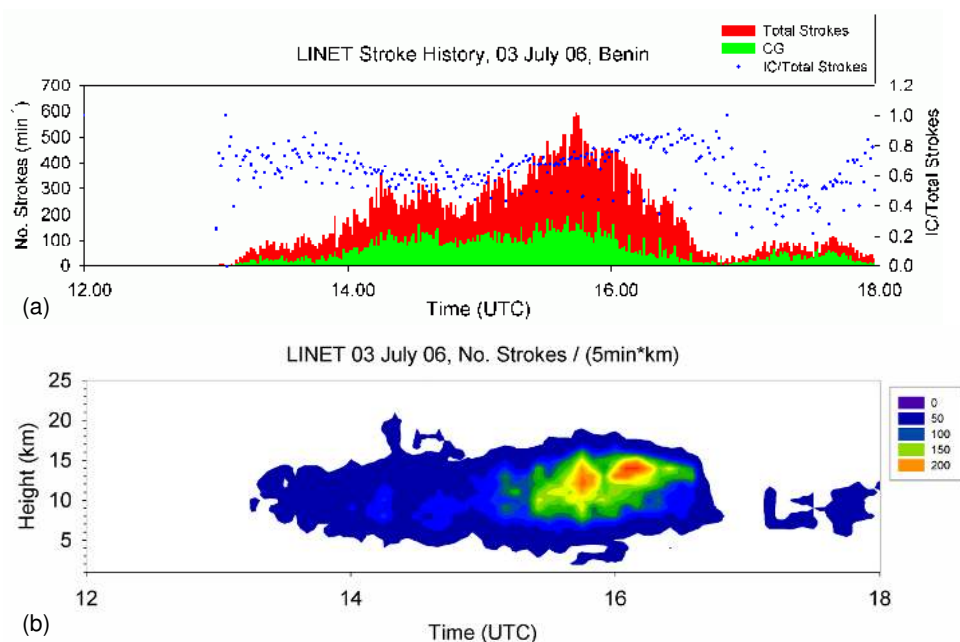 LINET Stroke History, 03 July 06, Benin
Total Strokes
CG
IC/Total Strokes
No. Strokes (min⁻¹)
700
600
500
400
300
200
100
0
1.2
1.0
0.8
0.6
0.4
0.2
0.0
IC/Total Strokes
12.00
14.00
16.00
18.00
Time (UTC)
(a)
LINET 03 July 06, No. Strokes / (5min*km)
Height (km)
25
20
15
10
5
0
50
100
150
200
12
14
16
18
Time (UTC)
(b)